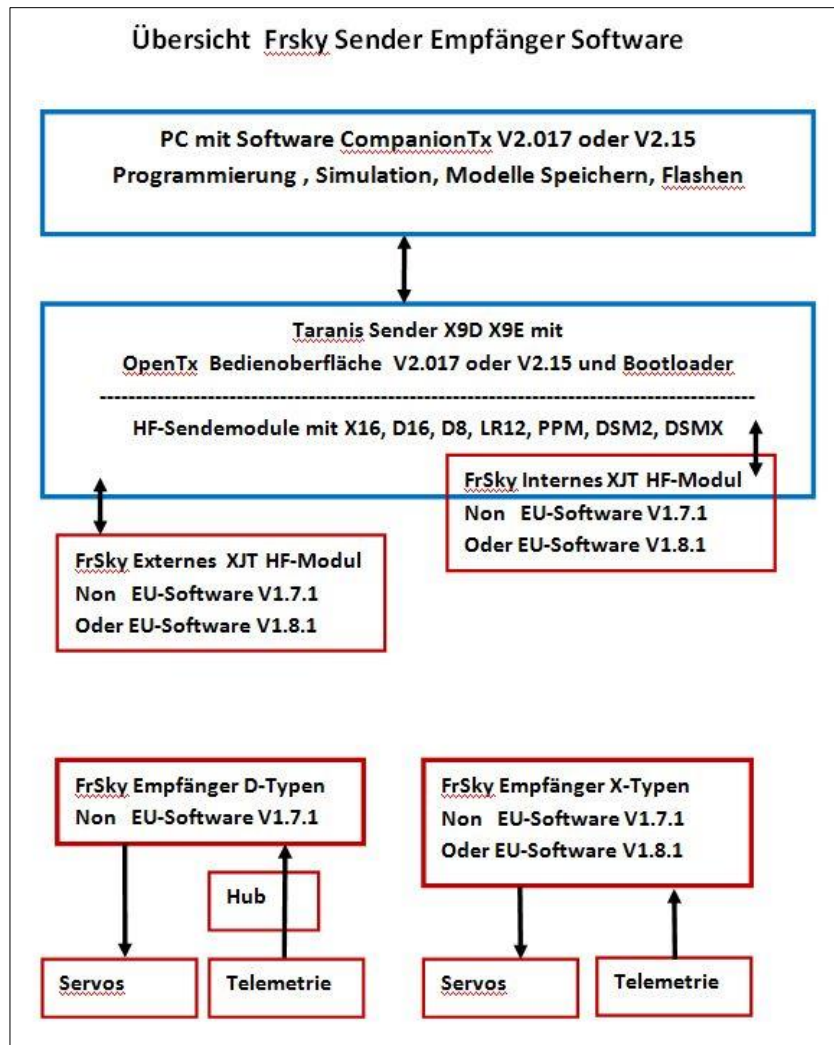 Übersicht Frsky Sender Empfänger Software
PC mit Software CompanionTx V2.017 oder V2.15
Programmierung , Simulation, Modelle Speichern, Flashen
Taranis Sender X9D X9E mit
OpenTx Bedienoberfläche V2.017 oder V2.15 und Bootloader
HF-Sendemodule mit X16, D16, D8, LR12, PPM, DSM2, DSMX
FrSky Internes XJT HF-Modul
Non EU-Software V1.7.1
Oder EU-Software V1.8.1
FrSky Externes XJT HF-Modul
Non EU-Software V1.7.1
Oder EU-Software V1.8.1
FrSky Empfänger D-Typen
Non EU-Software V1.7.1
FrSky Empfänger X-Typen
Non EU-Software V1.7.1
Oder EU-Software V1.8.1
Hub
Servos
Telemetrie
Servos
Telemetrie